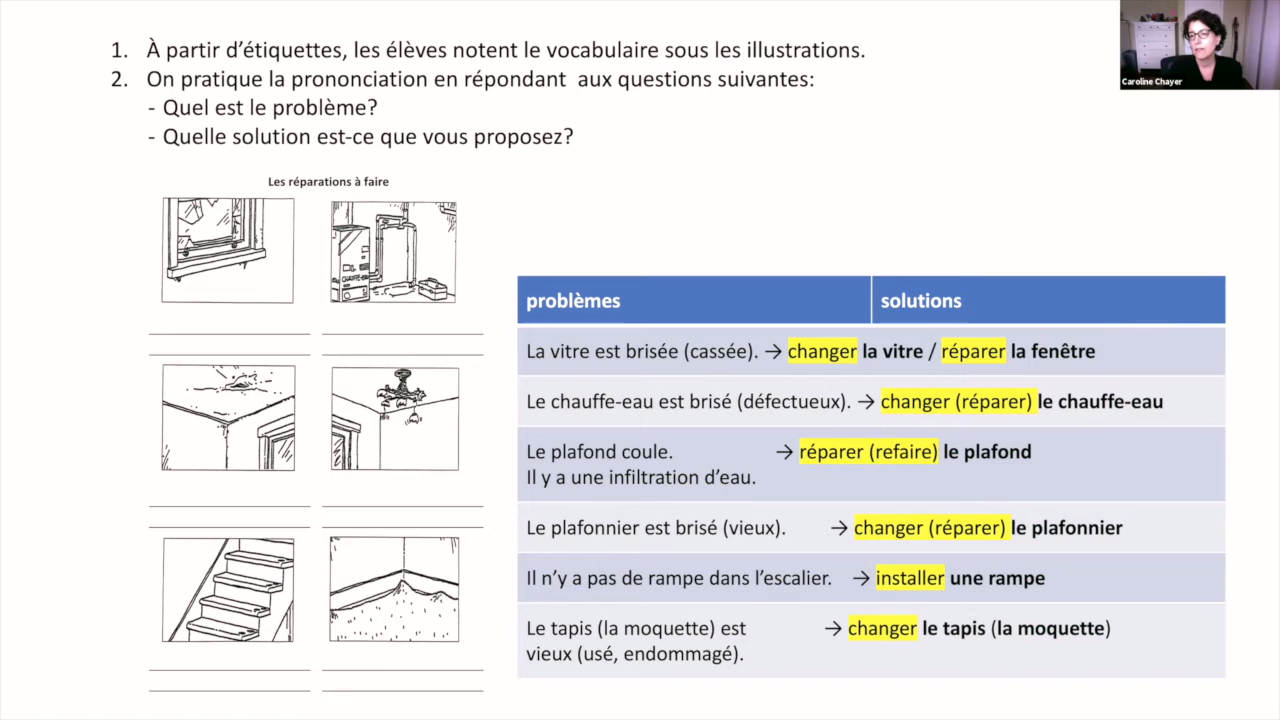 1. À partir d'étiquettes, les élèves notent le vocabulaire sous les illustrations.
2. On pratique la prononciation en répondant aux questions suivantes:
- Quel est le problème?
- Quelle solution est-ce que vous proposez?
Caroline Chayer
Les réparations à faire
CHAUFFE-EAU
problèmes solutions
La vitre est brisée (cassée). → changer la vitre / réparer la fenêtre
Le chauffe-eau est brisé (défectueux). → changer (réparer) le chauffe-eau
Le plafond coule. → réparer (refaire) le plafond
Il y a une infiltration d'eau.
Le plafonnier est brisé (vieux). → changer (réparer) le plafonnier
Il n'y a pas de rampe dans l'escalier. → installer une rampe
Le tapis (la moquette) est → changer le tapis (la moquette)
vieux (usé, endommagé).